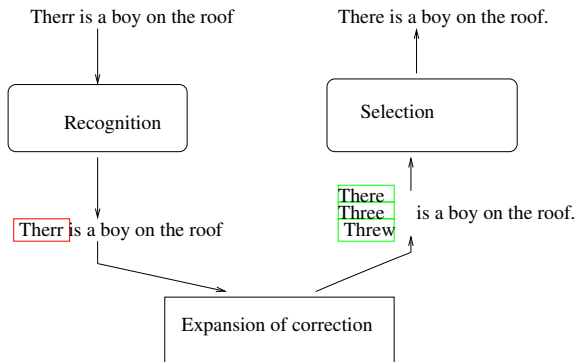 Therr is a boy on the roof
There is a boy on the roof.
Recognition
Selection
Therr is a boy on the roof
There
Three
Threw
is a boy on the roof.
Expansion of correction